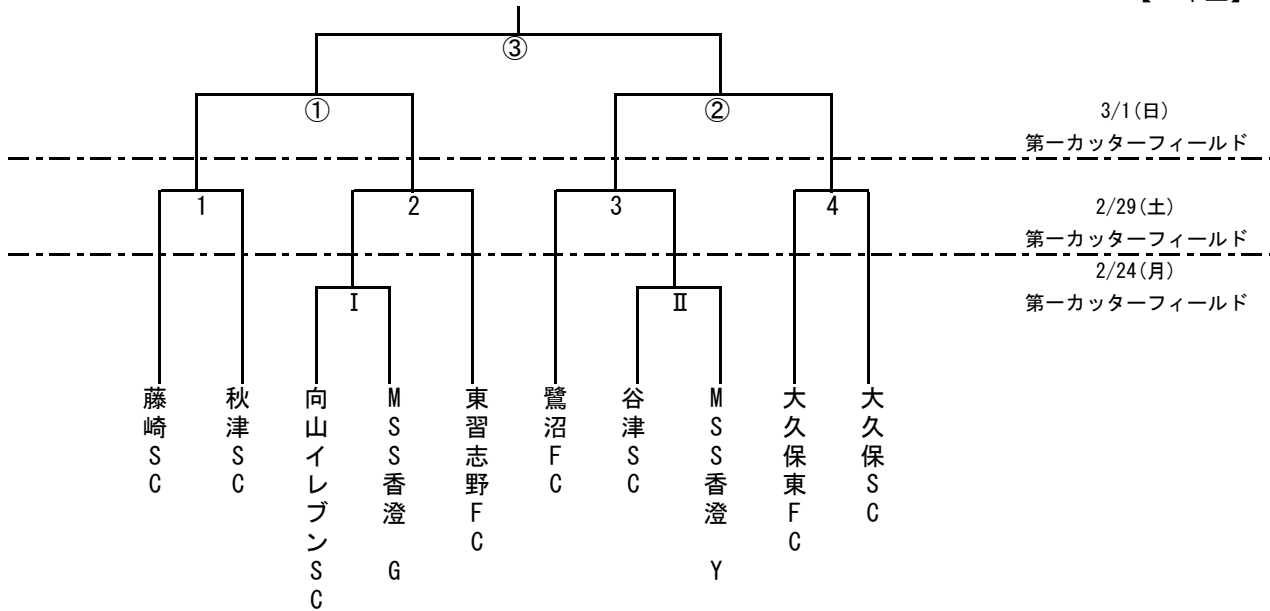 ③
①
②
3/1(日)
第一カッターフィールド
1
2
3
4
2/29(土)
第一カッターフィールド
2/24(月)
第一カッターフィールド
Ⅰ
Ⅱ
藤崎SC
秋津SC
向山イレブンSC
MSS香澄 G
東習志野FC
鷺沼FC
谷津SC
MSS香澄 Y
大久保東FC
大久保SC